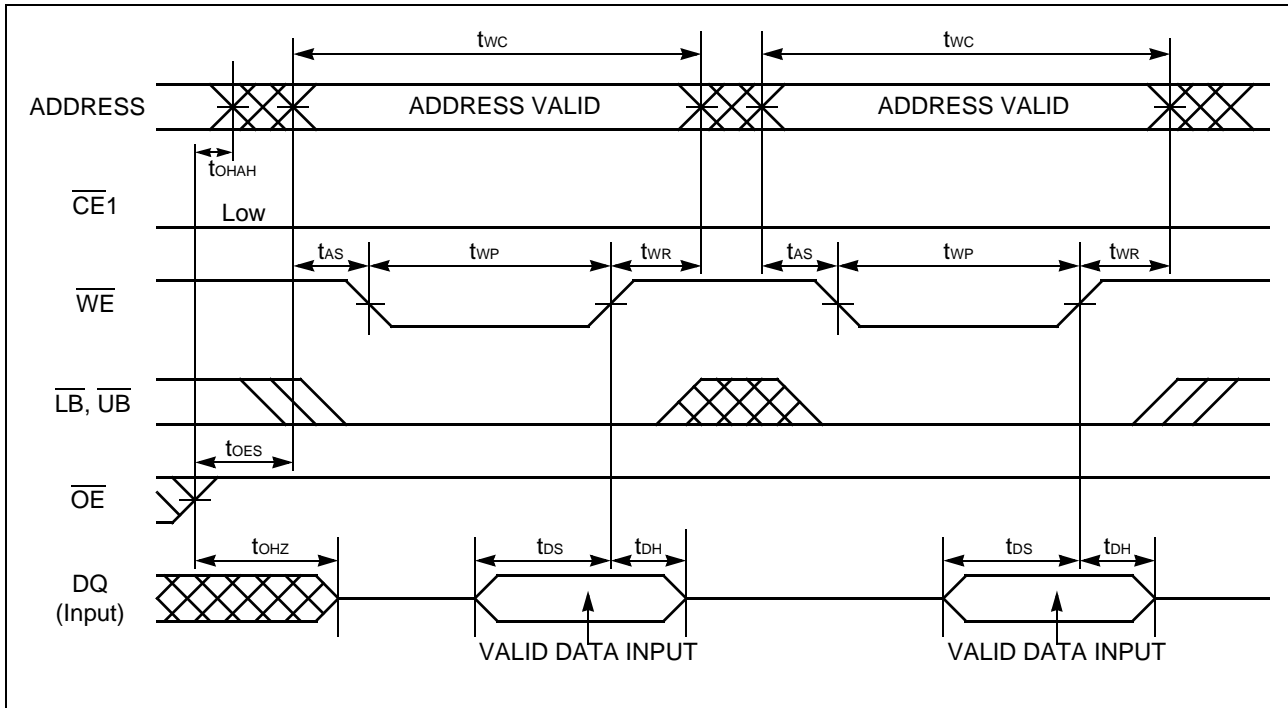 tWC tWC
ADDRESS ADDRESS VALID ADDRESS VALID
tOHAH
CE1 Low
tAS tWP tWR tAS tWP tWR
WE
LB, UB
tOES
OE
tOHZ tDS tDH tDS tDH
DQ
(Input)
VALID DATA INPUT VALID DATA INPUT